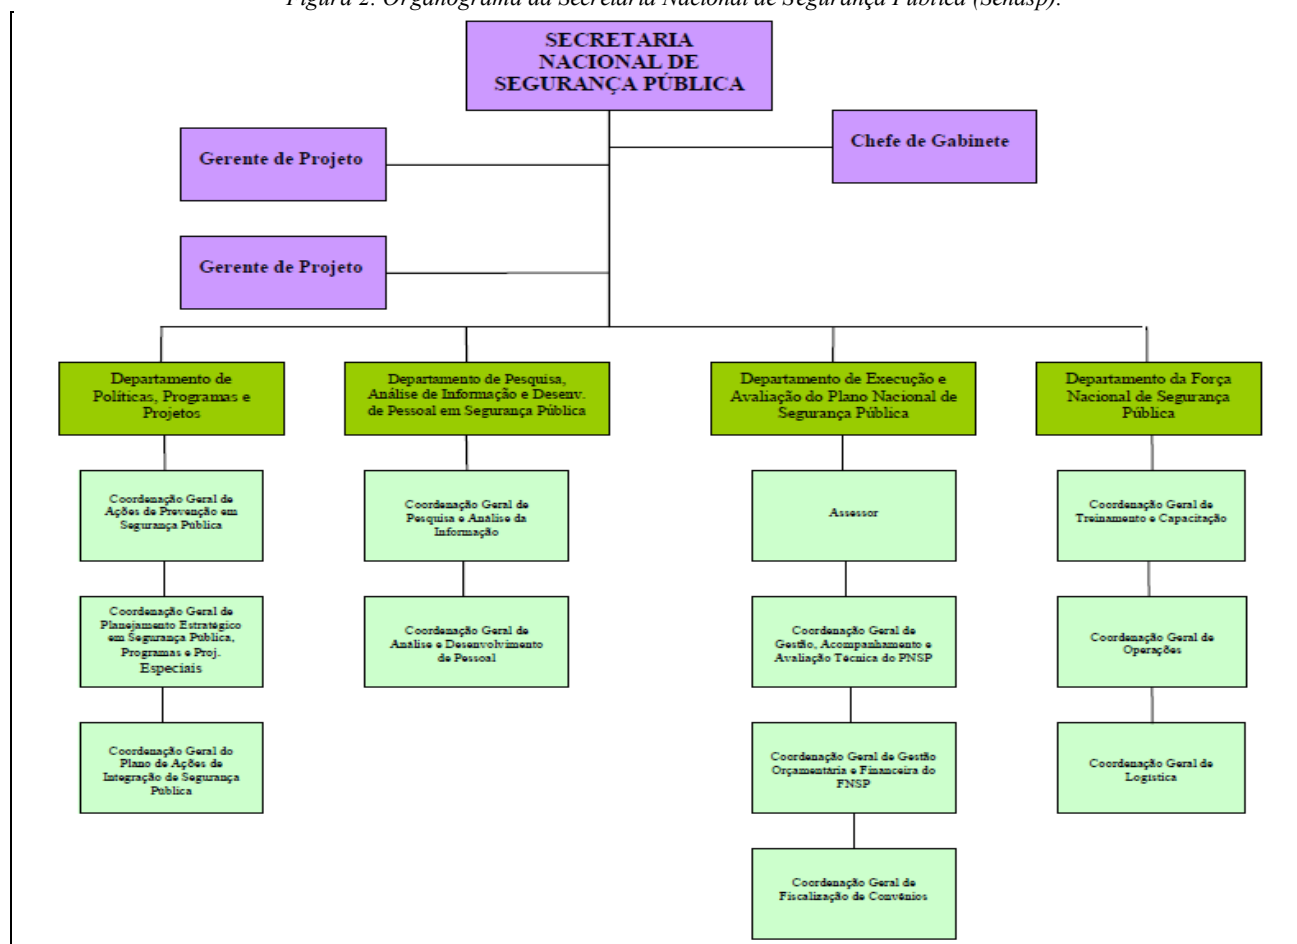 Figura 2. Organograma da Secretaria Nacional de Segurança Pública (Senasp).
SECRETARIA
NACIONAL DE
SEGURANÇA PÚBLICA
Gerente de Projeto
Chefe de Gabinete
Gerente de Projeto
Departamento de
Políticas, Programas e
Projetos
Departamento de Pesquisa,
Análise de Informação e Desenv.
de Pessoal em Segurança Pública
Departamento de Execução e
Avaliação do Plano Nacional de
Segurança Pública
Departamento da Força
Nacional de Segurança
Pública
Coordenação Geral de
Ações de Prevenção em
Segurança Pública
Coordenação Geral de
Pesquisa e Análise da
Informação
Assessor
Coordenação Geral de
Treinamento e Capacitação
Coordenação Geral de
Planejamento Estratégico
em Segurança Pública,
Programas e Proj.
Especiais
Coordenação Geral de
Análise e Desenvolvimento
de Pessoal
Coordenação Geral de
Gestão, Acompanhamento e
Avaliação Técnica do PNSP
Coordenação Geral de
Operações
Coordenação Geral do
Plano de Ações de
Integração de Segurança
Pública
Coordenação Geral de Gestão
Orçamentária e Financeira do
FNSP
Coordenação Geral de
Logística
Coordenação Geral de
Fiscalização de Convênios